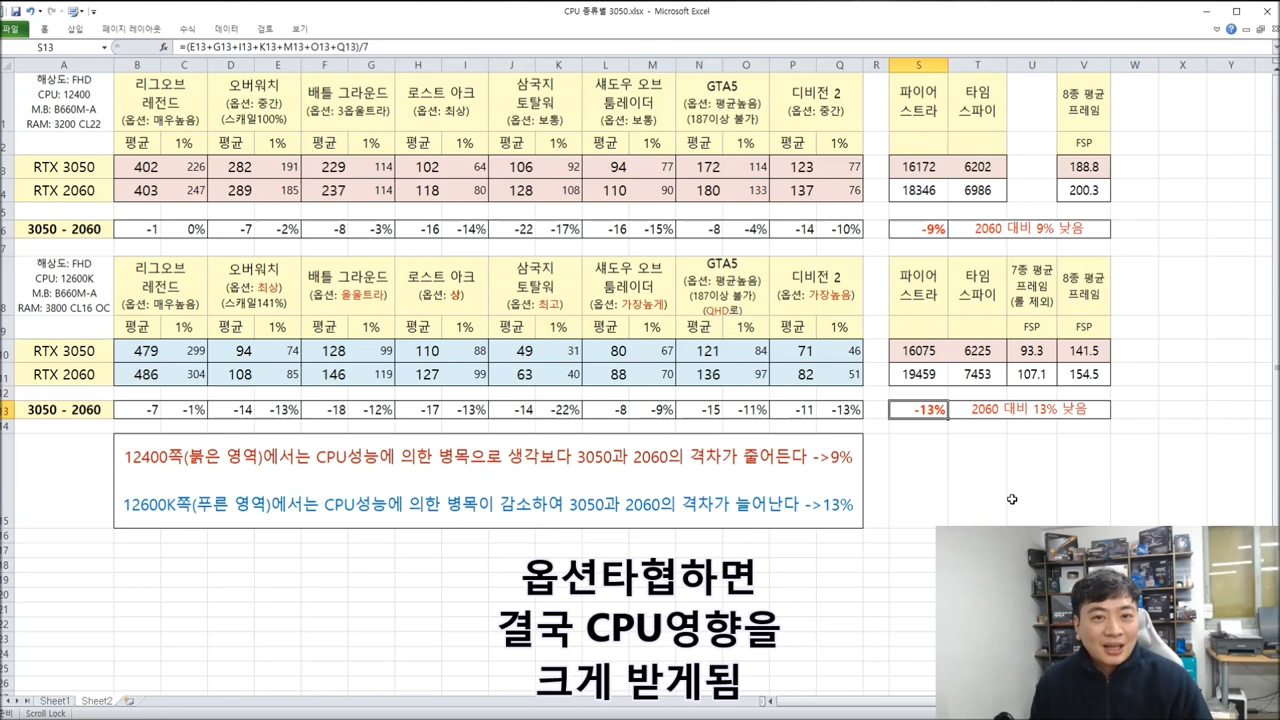 CPU 종류별 3050.xlsx - Microsoft Excel
파일 홈 삽입 페이지 레이아웃 수식 데이터 검토 보기
S13 fx =(E13+G13+I13+K13+M13+O13+Q13)/7
A B C D E F G H I J K L M N O P Q R S T U V W X Y
해상도: FHD
CPU: 12400
M.B: B660M-A
RAM: 3200 CL22
리그오브
레전드
(옵션: 매우높음)
오버워치
(옵션: 중간)
(스캐일100%)
배틀 그라운드
(옵션: 3옵울트라)
로스트 아크
(옵션: 최상)
삼국지
토탈워
(옵션: 보통)
섀도우 오브
툼레이더
(옵션: 보통)
GTA5
(옵션: 평균높음)
(187이상 불가)
디비전 2
(옵션: 중간)
파이어
스트라
타임
스파이
8종 평균
프레임
평균 1% 평균 1% 평균 1% 평균 1% 평균 1% 평균 1% 평균 1% 평균 1% FSP
RTX 3050 402 226 282 191 229 114 102 64 106 92 94 77 172 114 123 77 16172 6202 188.8
RTX 2060 403 247 289 185 237 114 118 80 128 108 110 90 180 133 137 76 18346 6986 200.3
3050 - 2060 -1 0% -7 -2% -8 -3% -16 -14% -22 -17% -16 -15% -8 -4% -14 -10% -9% 2060 대비 9% 낮음
해상도: FHD
CPU: 12600K
M.B: B660M-A
RAM: 3800 CL16 OC
리그오브
레전드
(옵션: 매우높음)
오버워치
(옵션: 최상)
(스캐일141%)
배틀 그라운드
(옵션: 올울트라)
로스트 아크
(옵션: 상)
삼국지
토탈워
(옵션: 최고)
섀도우 오브
툼레이더
(옵션: 가장높게)
GTA5
(옵션: 평균높음)
(187이상 불가)
(QHD로)
디비전 2
(옵션: 가장높음)
파이어
스트라
타임
스파이
7종 평균
프레임
(롤 제외)
8종 평균
프레임
평균 1% 평균 1% 평균 1% 평균 1% 평균 1% 평균 1% 평균 1% 평균 1% FSP FSP
RTX 3050 479 299 94 74 128 99 110 88 49 31 80 67 121 84 71 46 16075 6225 93.3 141.5
RTX 2060 486 304 108 85 146 119 127 99 63 40 88 70 136 97 82 51 19459 7453 107.1 154.5
3050 - 2060 -7 -1% -14 -13% -18 -12% -17 -13% -14 -22% -8 -9% -15 -11% -11 -13% -13% 2060 대비 13% 낮음
12400쪽(붉은 영역)에서는 CPU성능에 의한 병목으로 생각보다 3050과 2060의 격차가 줄어든다 ->9%
12600K쪽(푸른 영역)에서는 CPU성능에 의한 병목이 감소하여 3050과 2060의 격차가 늘어난다 ->13%
옵션타협하면
결국 CPU영향을
크게 받게됨
Sheet1 Sheet2
Scroll Lock